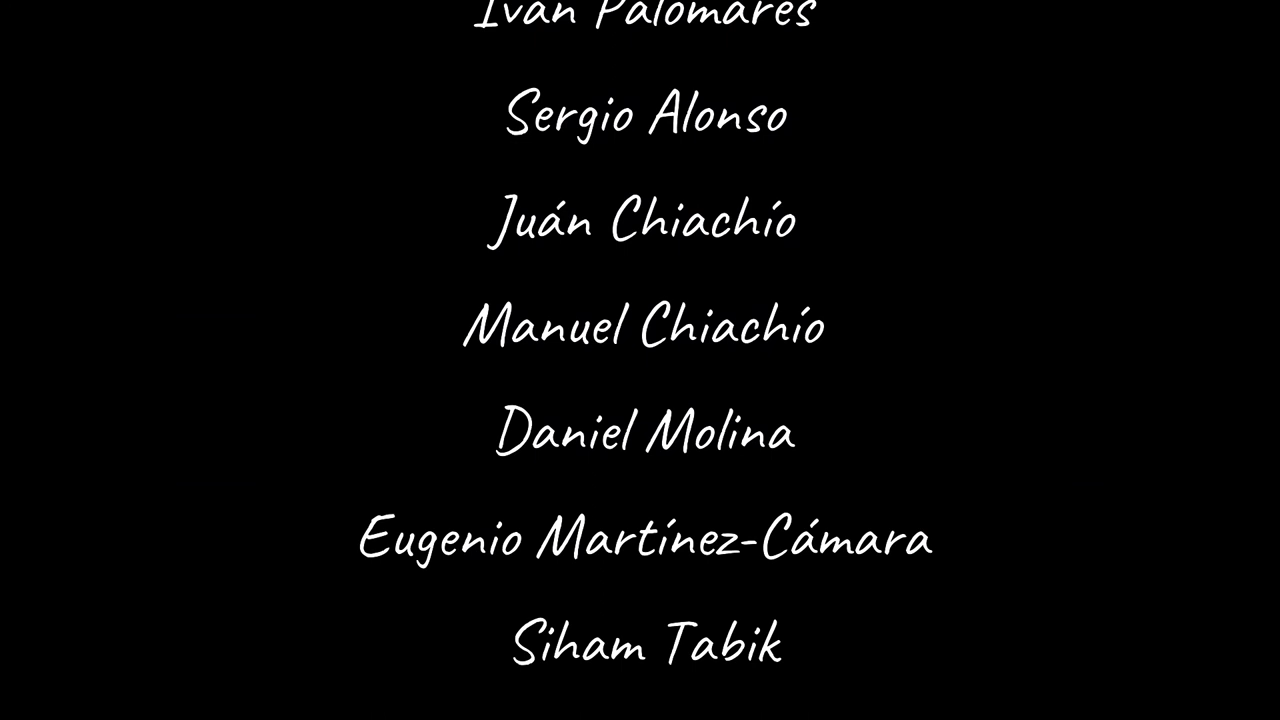 Iván Palomares
Sergio Alonso
Juán Chiachío
Manuel Chiachío
Daniel Molina
Eugenio Martínez-Cámara
Siham Tabik